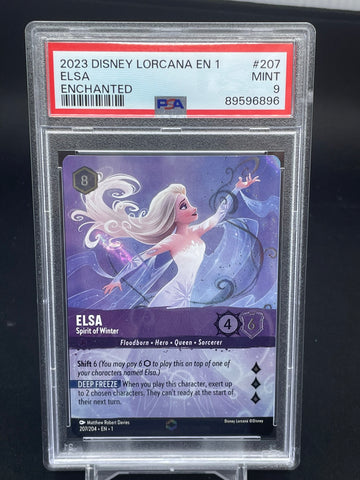 2023 DISNEY LORCANA EN 1 #207
ELSA MINT
ENCHANTED 9
PSA 89596896
8
ELSA
Spirit of Winter
4 6
Floodborn • Hero • Queen • Sorcerer
Shift 6 (You may pay 6 to play this on top of one of
your characters named Elsa.)
DEEP FREEZE When you play this character, exert up
to 2 chosen characters. They can't ready at the start of
their next turn.
Matthew Robert Davies
207/204 • EN • 1
Disney Lorcana ©Disney